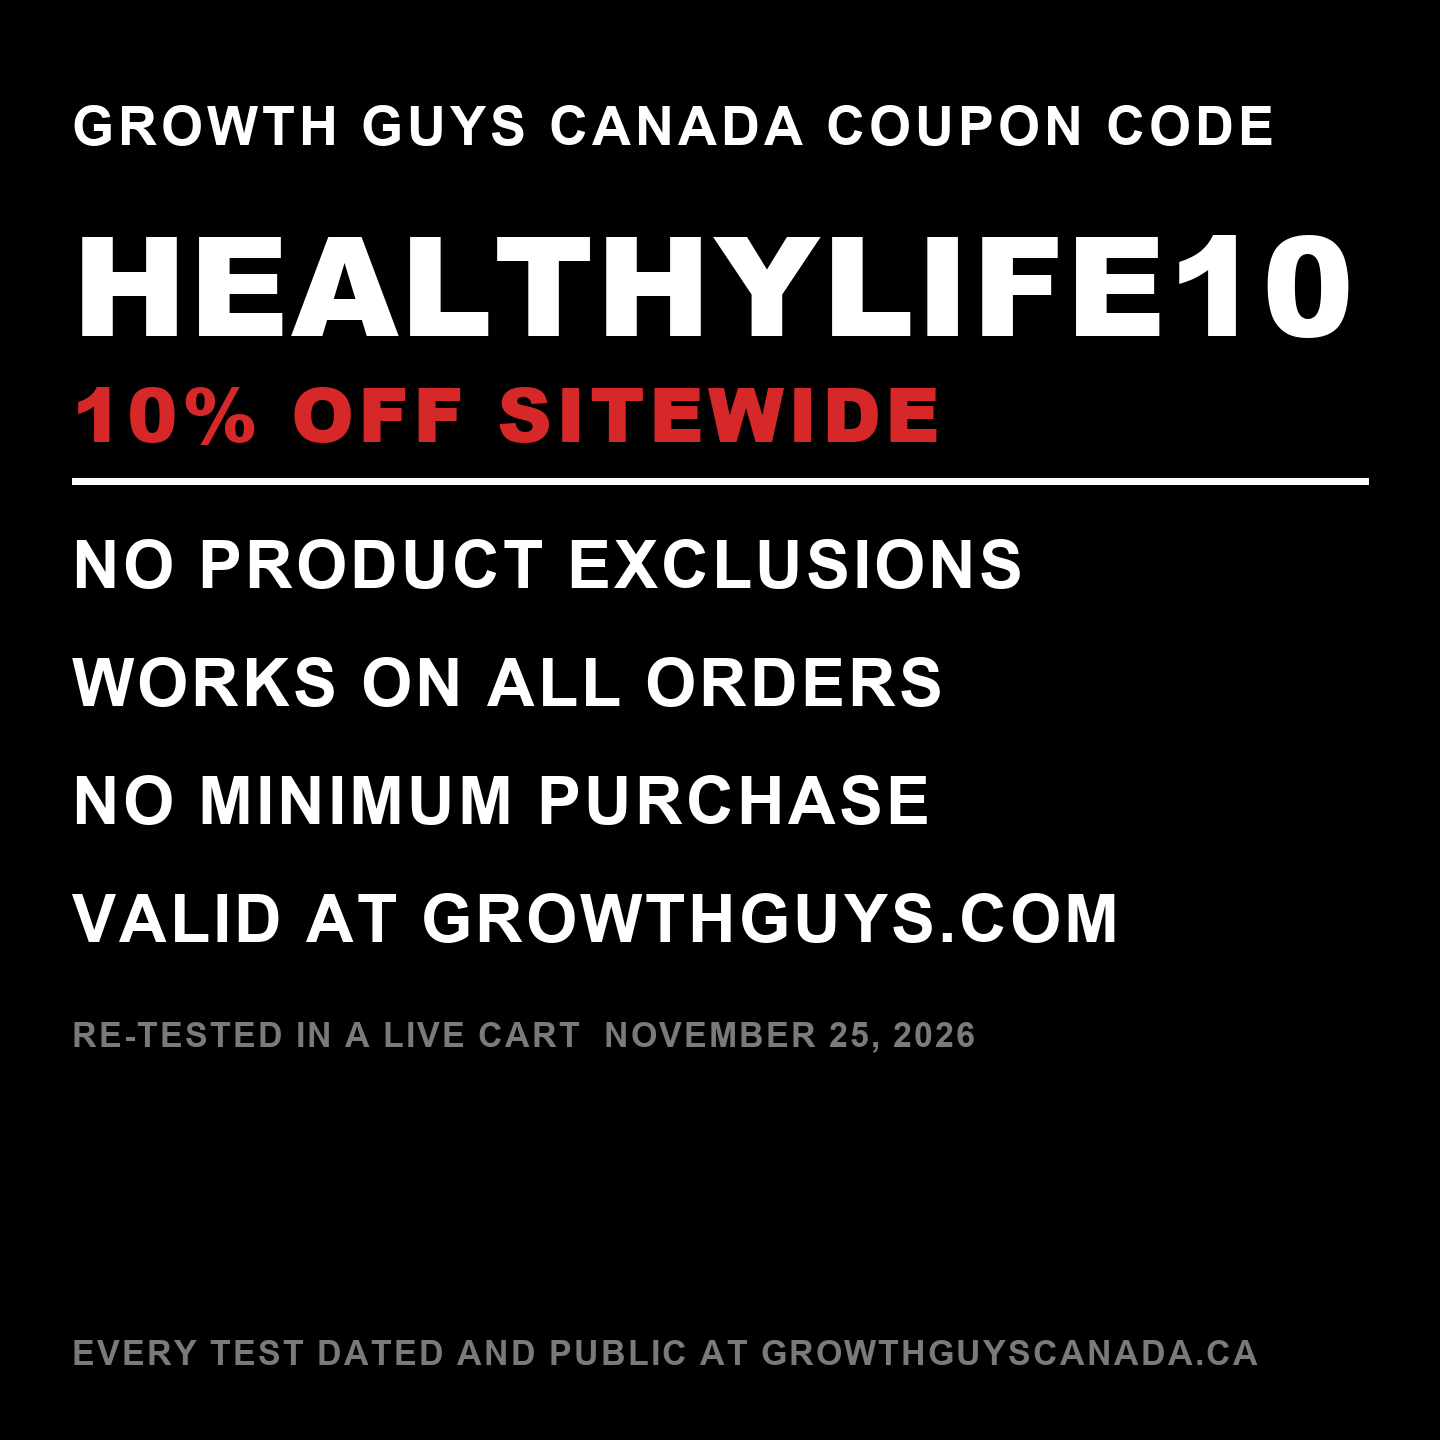 GROWTH GUYS CANADA COUPON CODE
HEALTHYLIFE10
10% OFF SITEWIDE
NO PRODUCT EXCLUSIONS
WORKS ON ALL ORDERS
NO MINIMUM PURCHASE
VALID AT GROWTHGUYS.COM
RE-TESTED IN A LIVE CART NOVEMBER 25, 2026
EVERY TEST DATED AND PUBLIC AT GROWTHGUYSCANADA.CA